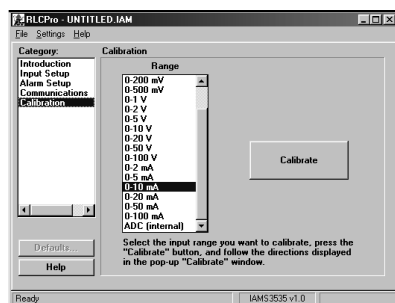 RLCPro - UNTITLED.IAM
File Settings Help
Category:
Introduction
Input Setup
Alarm Setup
Communications
Calibration
Defaults...
Help
Calibration
Range
0-200 mV
0-500 mV
0-1 V
0-2 V
0-5 V
0-10 V
0-20 V
0-50 V
0-100 V
0-2 mA
0-5 mA
0-10 mA
0-20 mA
0-50 mA
0-100 mA
ADC (internal)
Calibrate
Select the input range you want to calibrate, press the
"Calibrate" button, and follow the directions displayed
in the pop-up "Calibrate" window.
Ready
IAMS3535 v1.0